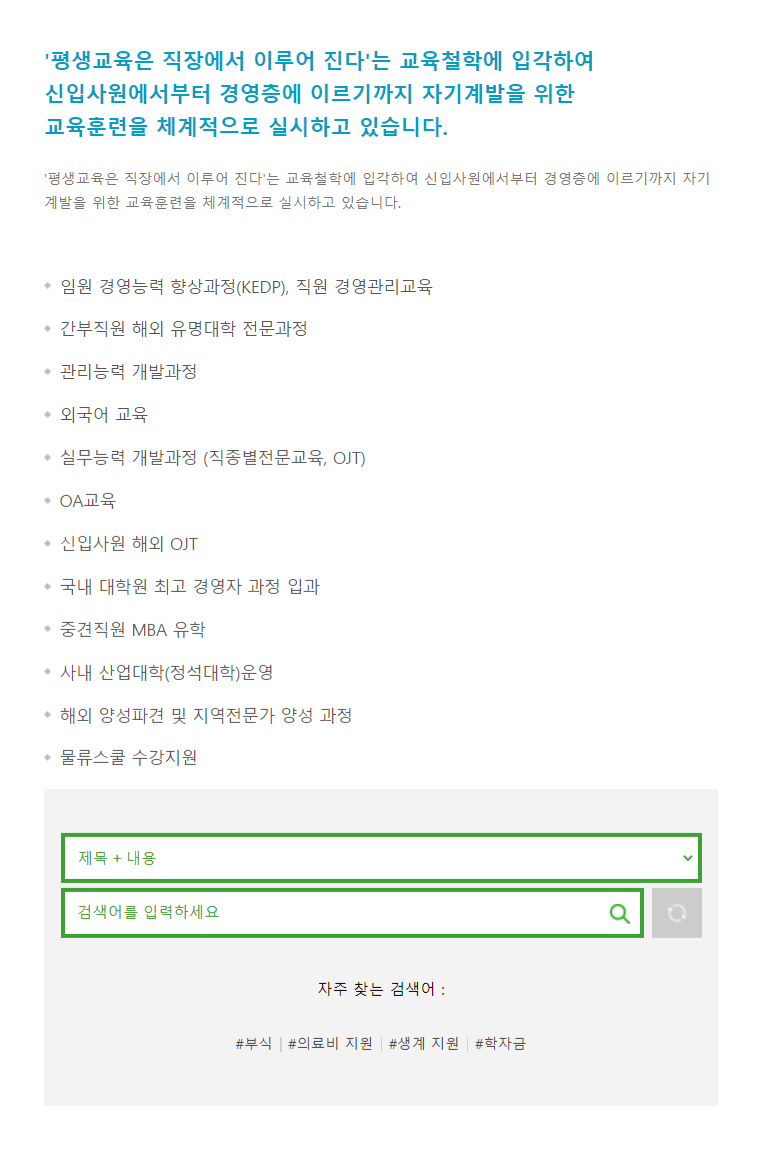 '평생교육은 직장에서 이루어 진다'는 교육철학에 입각하여
신입사원에서부터 경영층에 이르기까지 자기계발을 위한
교육훈련을 체계적으로 실시하고 있습니다.
'평생교육은 직장에서 이루어 진다'는 교육철학에 입각하여 신입사원에서부터 경영층에 이르기까지 자기
계발을 위한 교육훈련을 체계적으로 실시하고 있습니다.
임원 경영능력 향상과정(KEDP), 직원 경영관리교육
간부직원 해외 유명대학 전문과정
관리능력 개발과정
외국어 교육
실무능력 개발과정 (직종별전문교육, OJT)
OA교육
신입사원 해외 OJT
국내 대학원 최고 경영자 과정 입과
중견직원 MBA 유학
사내 산업대학(정석대학)운영
해외 양성파견 및 지역전문가 양성 과정
물류스쿨 수강지원
제목 + 내용
검색어를 입력하세요
자주 찾는 검색어 :
#부식 | #의료비 지원 | #생계 지원 | #학자금